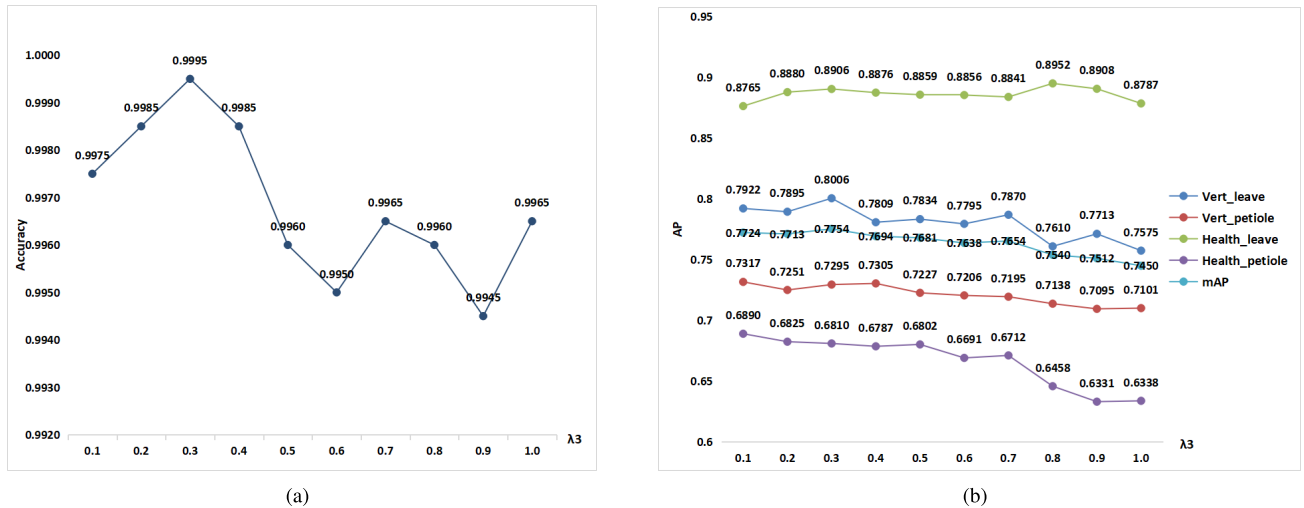 1.0000
0.9990
0.9980
0.9970
0.9960
0.9950
0.9940
0.9930
0.9920
Accuracy
0.9975
0.9985
0.9995
0.9985
0.9960
0.9950
0.9965
0.9960
0.9945
0.9965
0.1 0.2 0.3 0.4 0.5 0.6 0.7 0.8 0.9 1.0
λ3
(a)
0.95
0.9
0.85
0.8
0.75
0.7
0.65
0.6
AP
0.8765 0.8880 0.8906 0.8876 0.8859 0.8856 0.8841 0.8952 0.8908 0.8787
0.7922 0.7895 0.8006 0.7809 0.7834 0.7795 0.7870 0.7610 0.7713 0.7575
0.7724 0.7713 0.7754 0.7694 0.7681 0.7638 0.7654 0.7540 0.7512 0.7450
0.7317 0.7251 0.7295 0.7305 0.7227 0.7206 0.7195 0.7138 0.7095 0.7101
0.6890 0.6825 0.6810 0.6787 0.6802 0.6691 0.6712 0.6458 0.6331 0.6338
0.1 0.2 0.3 0.4 0.5 0.6 0.7 0.8 0.9 1.0
λ3
Vert_leave
Vert_petiole
Health_leave
Health_petiole
mAP
(b)